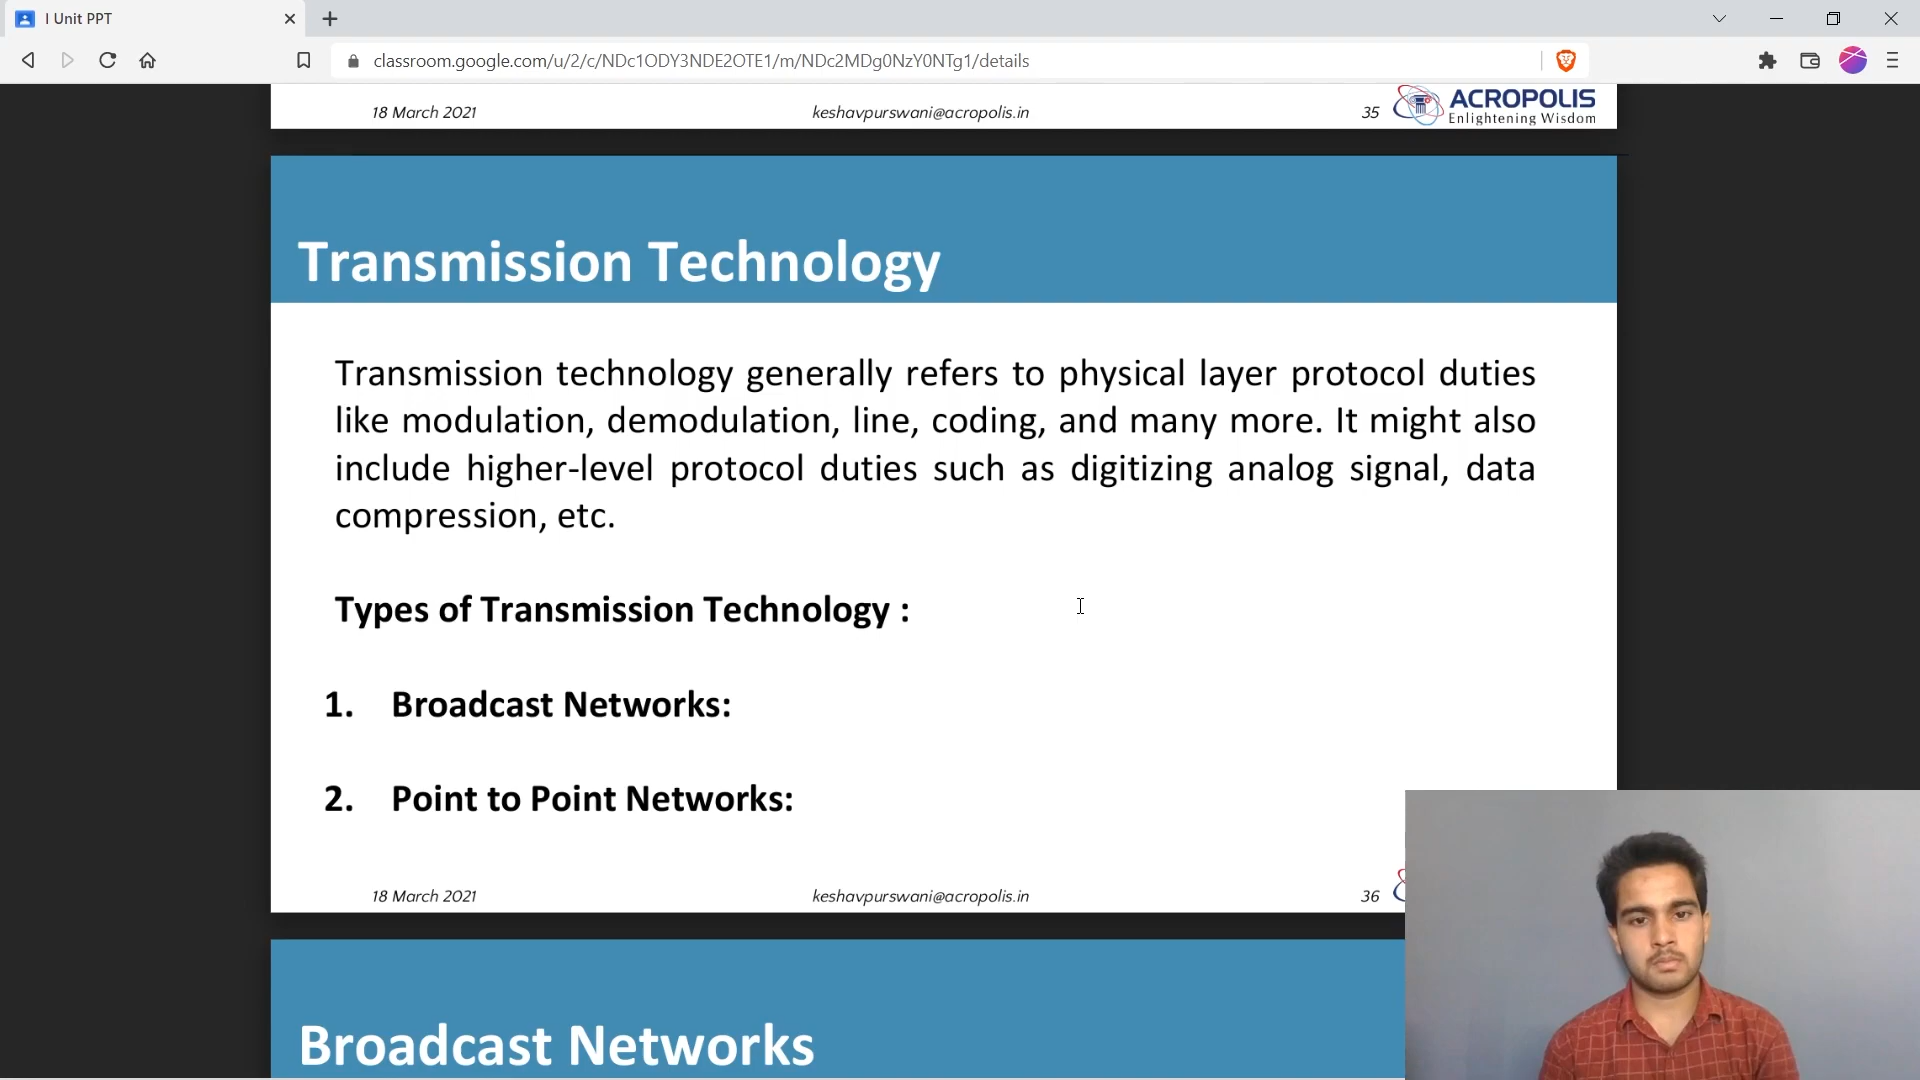 I Unit PPT
classroom.google.com/u/2/c/NDc1ODY3NDE2OTE1/m/NDc2MDg0NzY0NTg1/details
18 March 2021 keshavpurswani@acropolis.in 35 ACROPOLIS
Enlightening Wisdom
Transmission Technology
Transmission technology generally refers to physical layer protocol duties
like modulation, demodulation, line, coding, and many more. It might also
include higher-level protocol duties such as digitizing analog signal, data
compression, etc.
Types of Transmission Technology :
1. Broadcast Networks:
2. Point to Point Networks:
18 March 2021 keshavpurswani@acropolis.in 36
Broadcast Networks